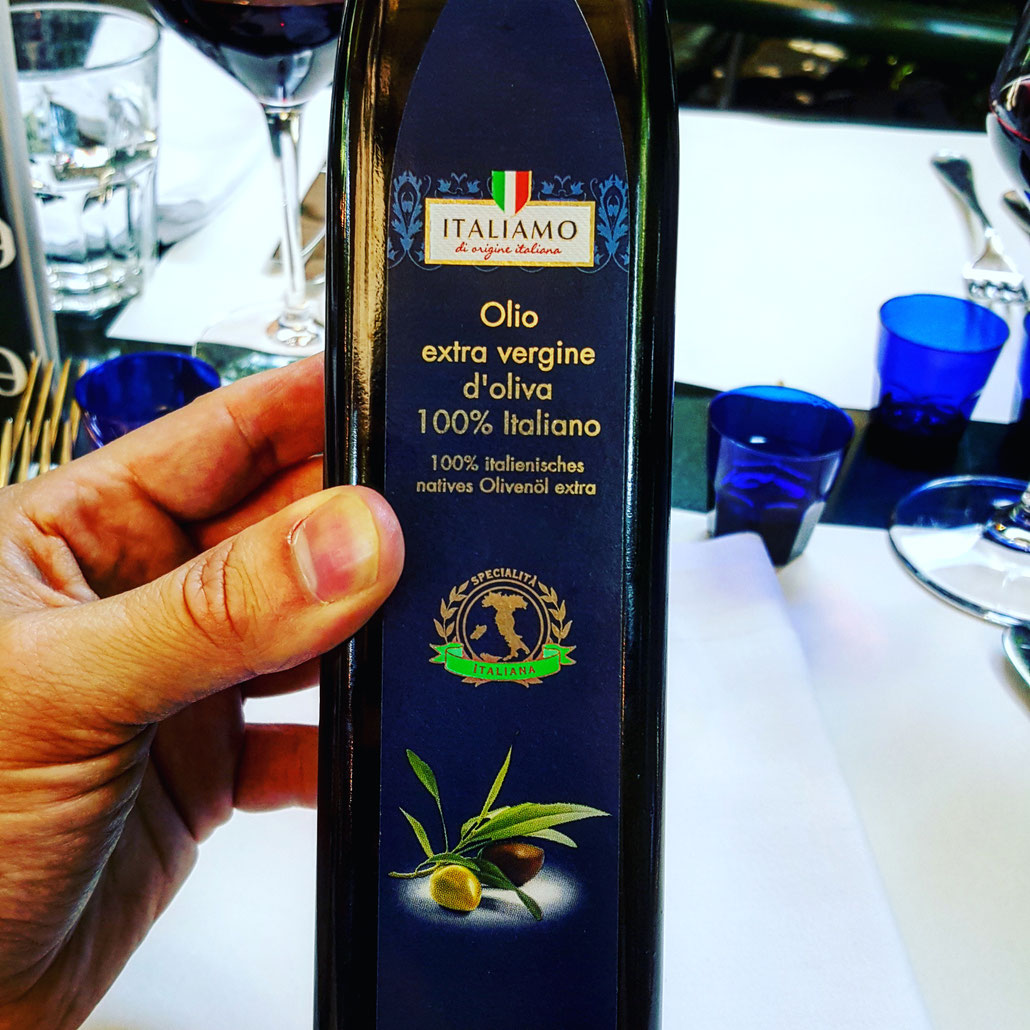 ITALIAMO
di origine italiana
Olio
extra vergine
d'oliva
100% Italiano
100% italienisches
natives Olivenöl extra
SPECIALITÀ
ITALIANA